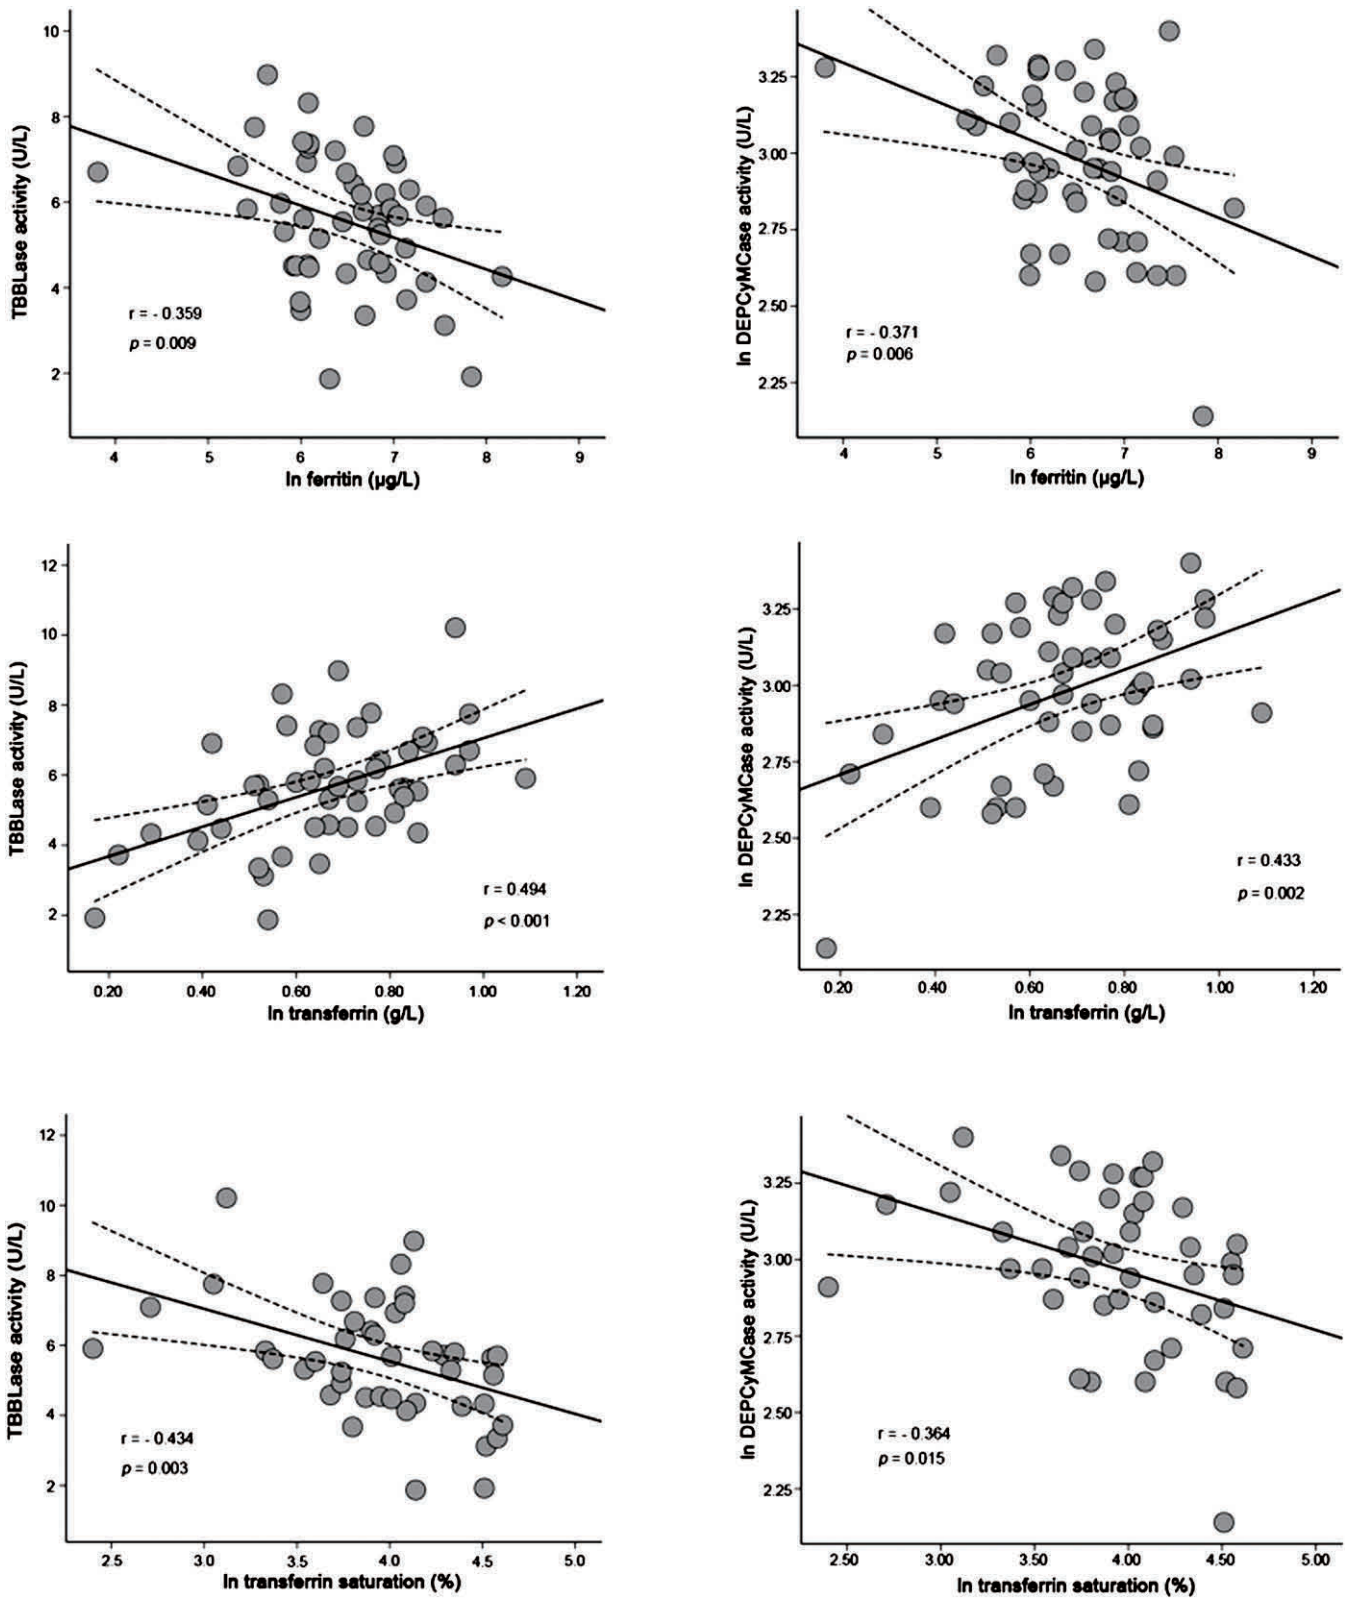 TBBLase activity (U/L)
10
8
6
4
2
r = - 0.359
p = 0.009
4 5 6 7 8 9
ln ferritin (µg/L)
ln DEPCyMCase activity (U/L)
3.25
3.00
2.75
2.50
2.25
r = - 0.371
p = 0.006
4 5 6 7 8 9
ln ferritin (µg/L)
TBBLase activity (U/L)
12
10
8
6
4
2
r = 0.494
p < 0.001
0.20 0.40 0.60 0.80 1.00 1.20
ln transferrin (g/L)
ln DEPCyMCase activity (U/L)
3.25
3.00
2.75
2.50
2.25
r = 0.433
p = 0.002
0.20 0.40 0.60 0.80 1.00 1.20
ln transferrin (g/L)
TBBLase activity (U/L)
12
10
8
6
4
2
r = - 0.434
p = 0.003
2.5 3.0 3.5 4.0 4.5 5.0
ln transferrin saturation (%)
ln DEPCyMCase activity (U/L)
3.25
3.00
2.75
2.50
2.25
r = - 0.364
p = 0.015
2.50 3.00 3.50 4.00 4.50 5.00
ln transferrin saturation (%)